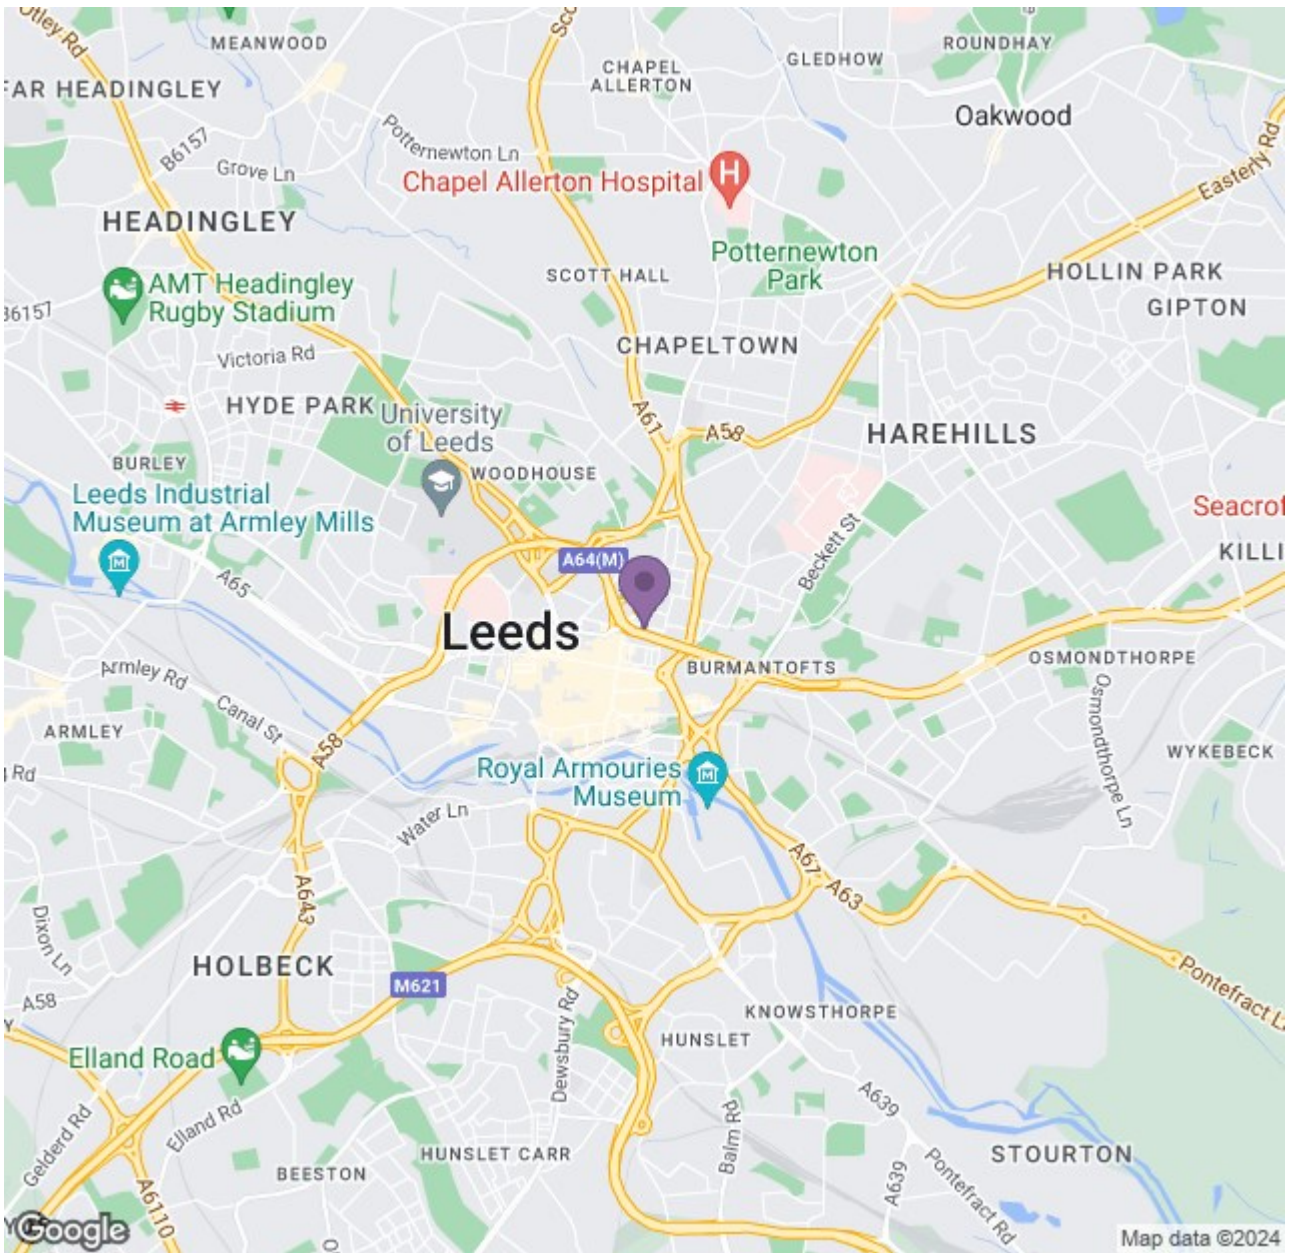 Otley Rd
MEANWOOD
CHAPEL
ALLERTON
GLEDHOW
ROUNDHAY
FAR HEADINGLEY
B6157
Potternewton Ln
Grove Ln
Oakwood
Easterly Rd
Chapel Allerton Hospital
H
HEADINGLEY
Potternewton
Park
SCOTT HALL
HOLLIN PARK
GIPTON
AMT Headingley
Rugby Stadium
Victoria Rd
CHAPELTOWN
HYDE PARK
University
of Leeds
A61
A58
HAREHILLS
BURLEY
WOODHOUSE
Leeds Industrial
Museum at Armley Mills
Beckett St
A65
A64(M)
Leeds
Armley Rd
BURMANTOFTS
OSMONDTHORPE
Osmondthorpe Ln
Canal St
ARMLEY
A58
WYKEBECK
Royal Armouries
Museum
Water Ln
A67
A63
A643
Dixon Ln
HOLBECK
M621
Pontefract
A58
Dewsbury Rd
KNOWSTHORPE
HUNSLET
Elland Road
Elland Rd
Gelderd Rd
A639
Balm Rd
HUNSLET CARR
BEESTON
STOURTON
A639
Pontefract Rd
A6110
Google
Map data ©2024